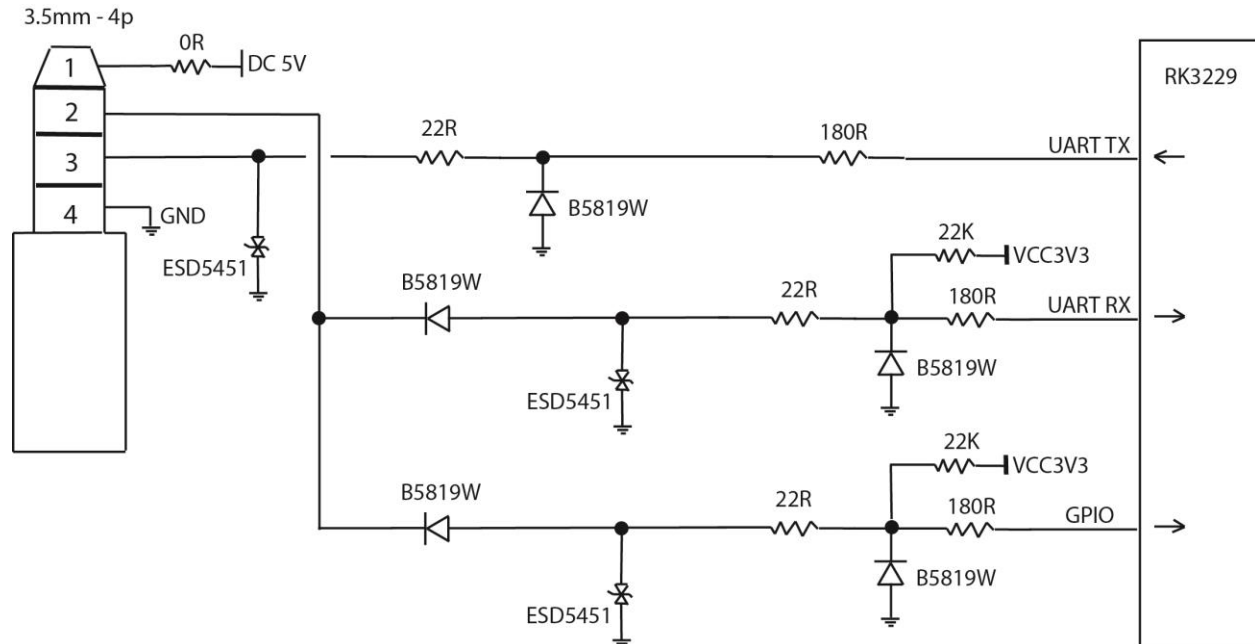 3.5mm - 4p
0R
DC 5V
1
RK3229
2
22R
180R
UART TX
3
B5819W
4
GND
22K
VCC3V3
ESD5451
B5819W
22R
180R
UART RX
B5819W
ESD5451
22K
VCC3V3
B5819W
22R
180R
GPIO
B5819W
ESD5451